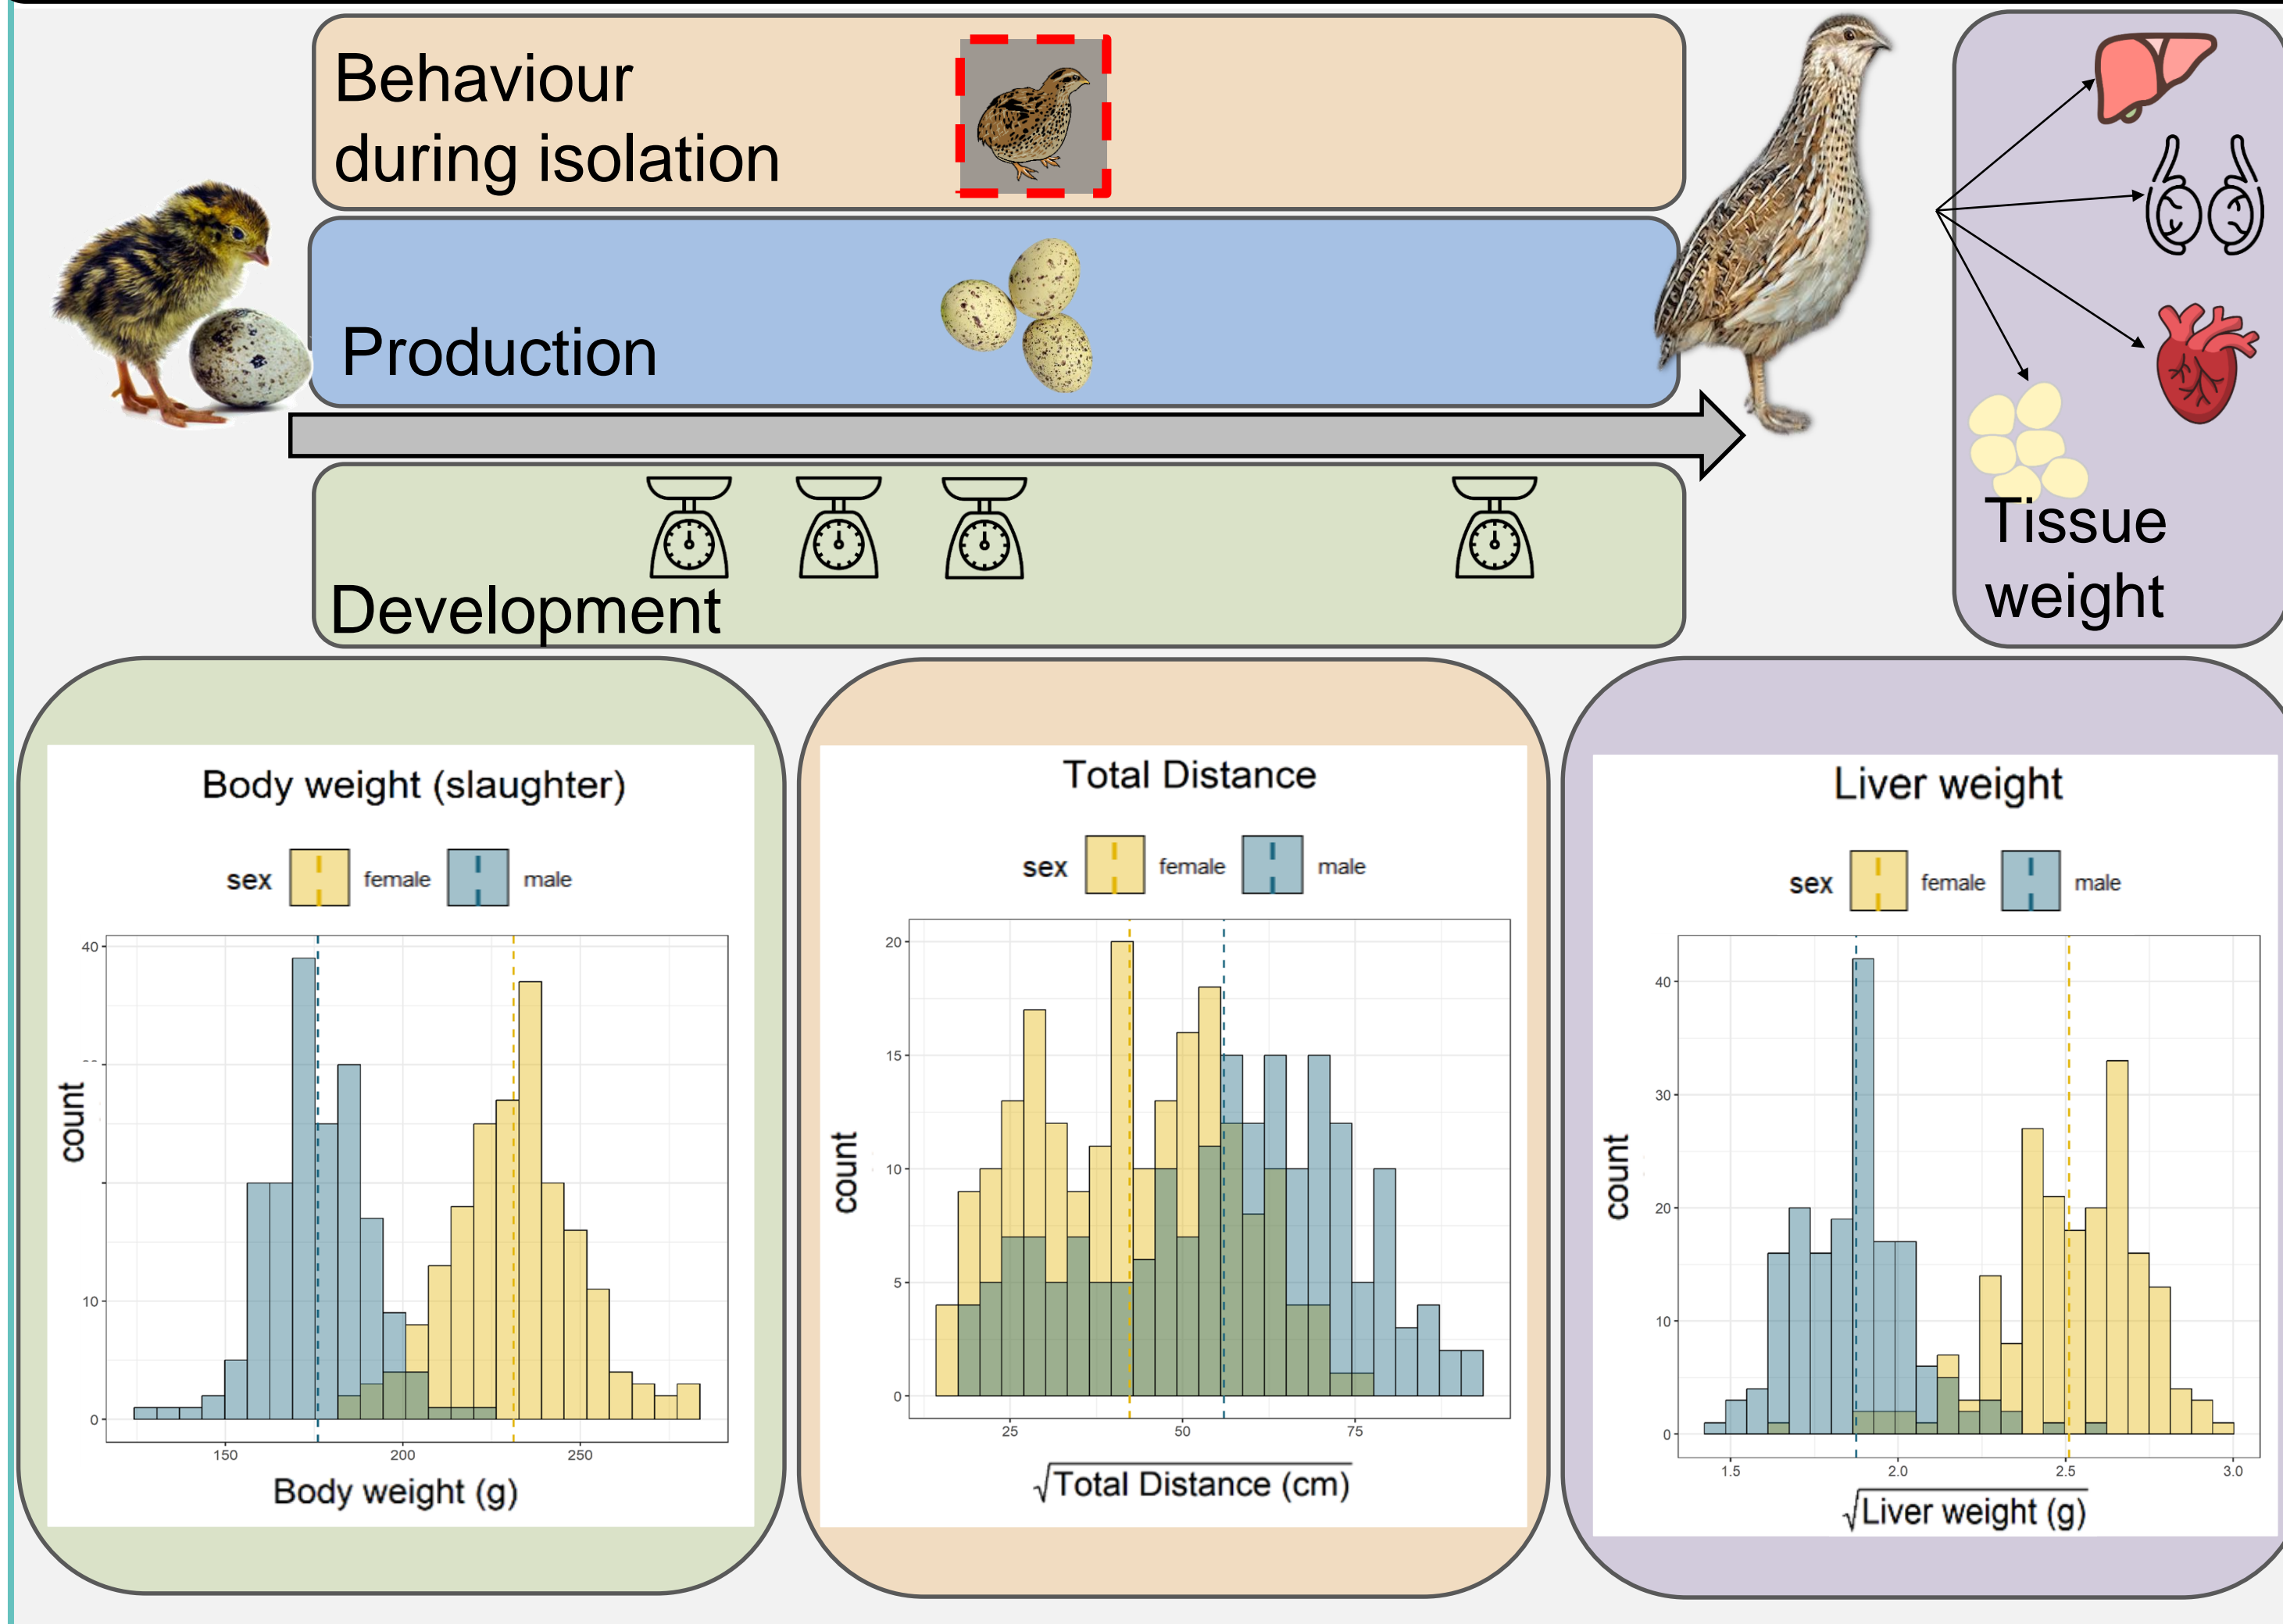 Behaviour
during isolation
Production
Development
Tissue
weight
Body weight (slaughter)
sex female male
count
40
10
0
150 200 250
Body weight (g)
Total Distance
sex female male
count
20
15
10
5
0
25 50 75
√Total Distance (cm)
Liver weight
sex female male
count
40
30
20
10
0
1.5 2.0 2.5 3.0
√Liver weight (g)